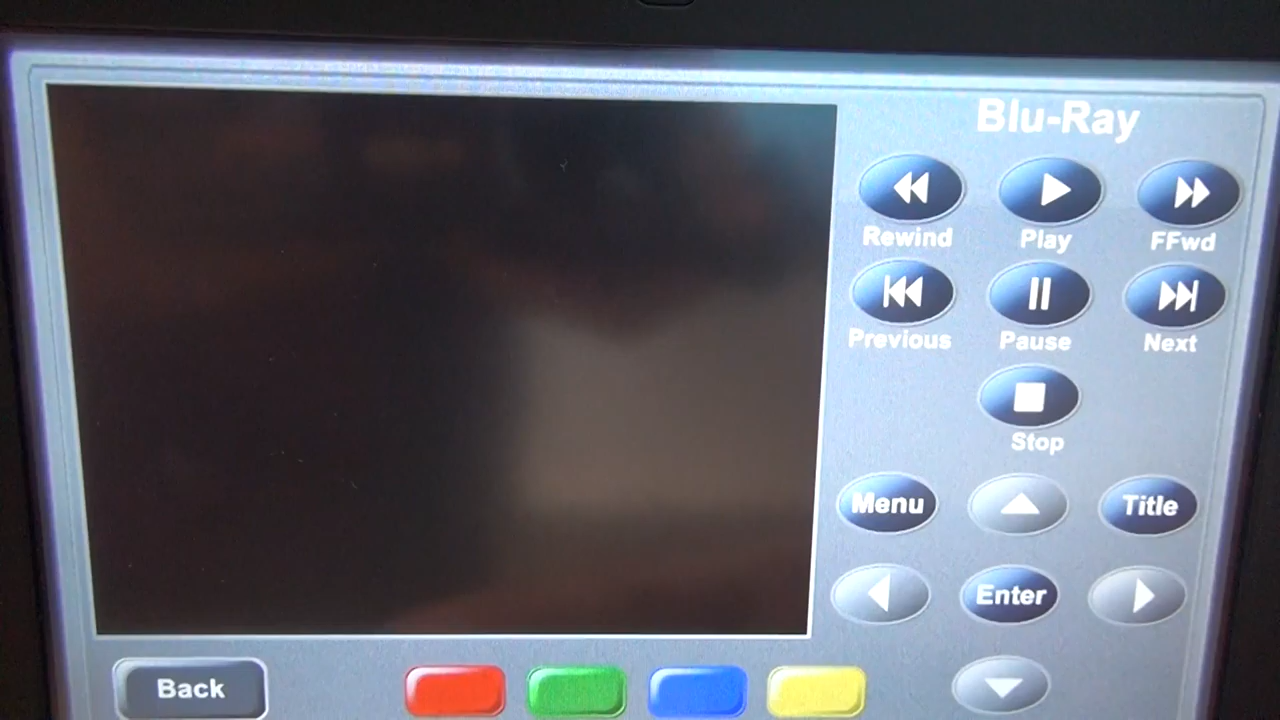 Blu-Ray
Rewind Play FFwd
Previous Pause Next
Stop
Menu Title
Enter
Back